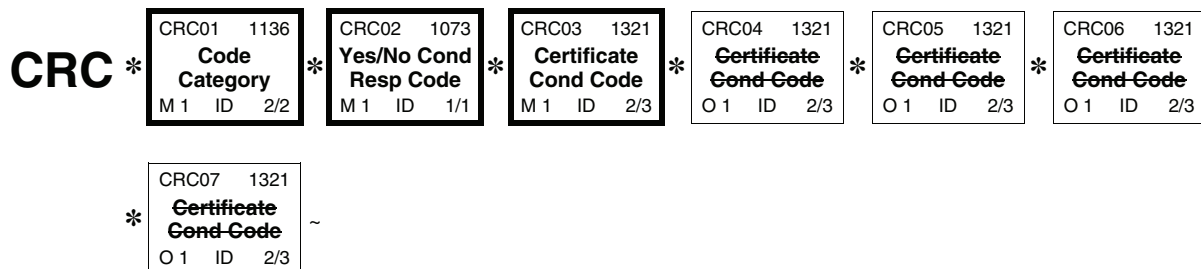 CRC * CRC01 1136 * CRC02 1073 * CRC03 1321 * CRC04 1321 * CRC05 1321 * CRC06 1321
Code Category Yes/No Cond Resp Code Certificate Cond Code Certificate Cond Code Certificate Cond Code Certificate Cond Code
M 1 ID 2/2 M 1 ID 1/1 M 1 ID 2/3 O 1 ID 2/3 O 1 ID 2/3 O 1 ID 2/3
* CRC07 1321 ~
Certificate
Cond Code
O 1 ID 2/3